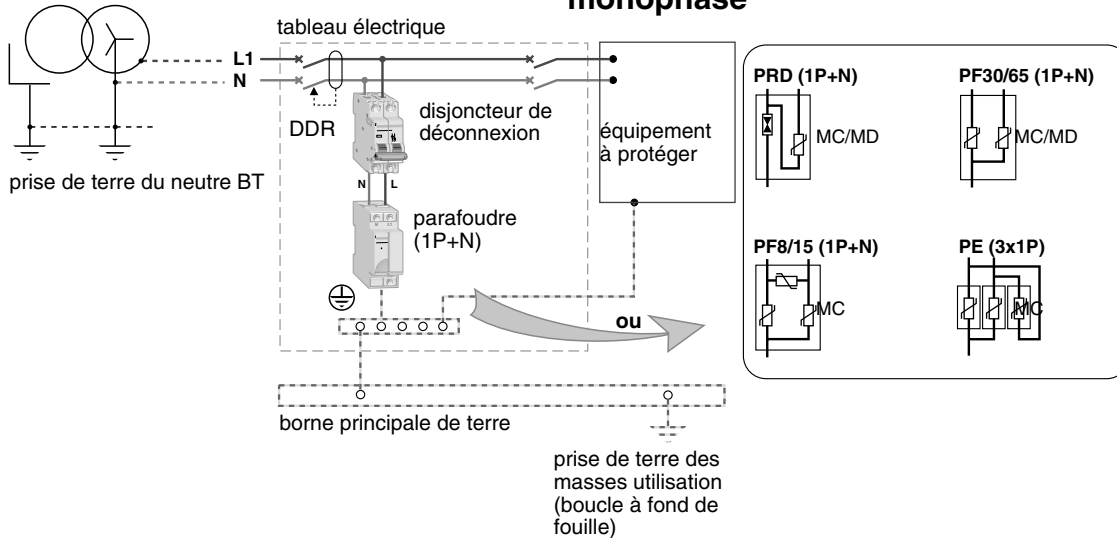 monophasé
tableau électrique
L1
N
DDR
disjoncteur de
déconnexion
équipement
à protéger
prise de terre du neutre BT
N L
parafoudre
(1P+N)
ou
borne principale de terre
prise de terre des
masses utilisation
(boucle à fond de
fouille)
PRD (1P+N)
MC/MD
PF30/65 (1P+N)
MC/MD
PF8/15 (1P+N)
MC
PE (3x1P)
MC